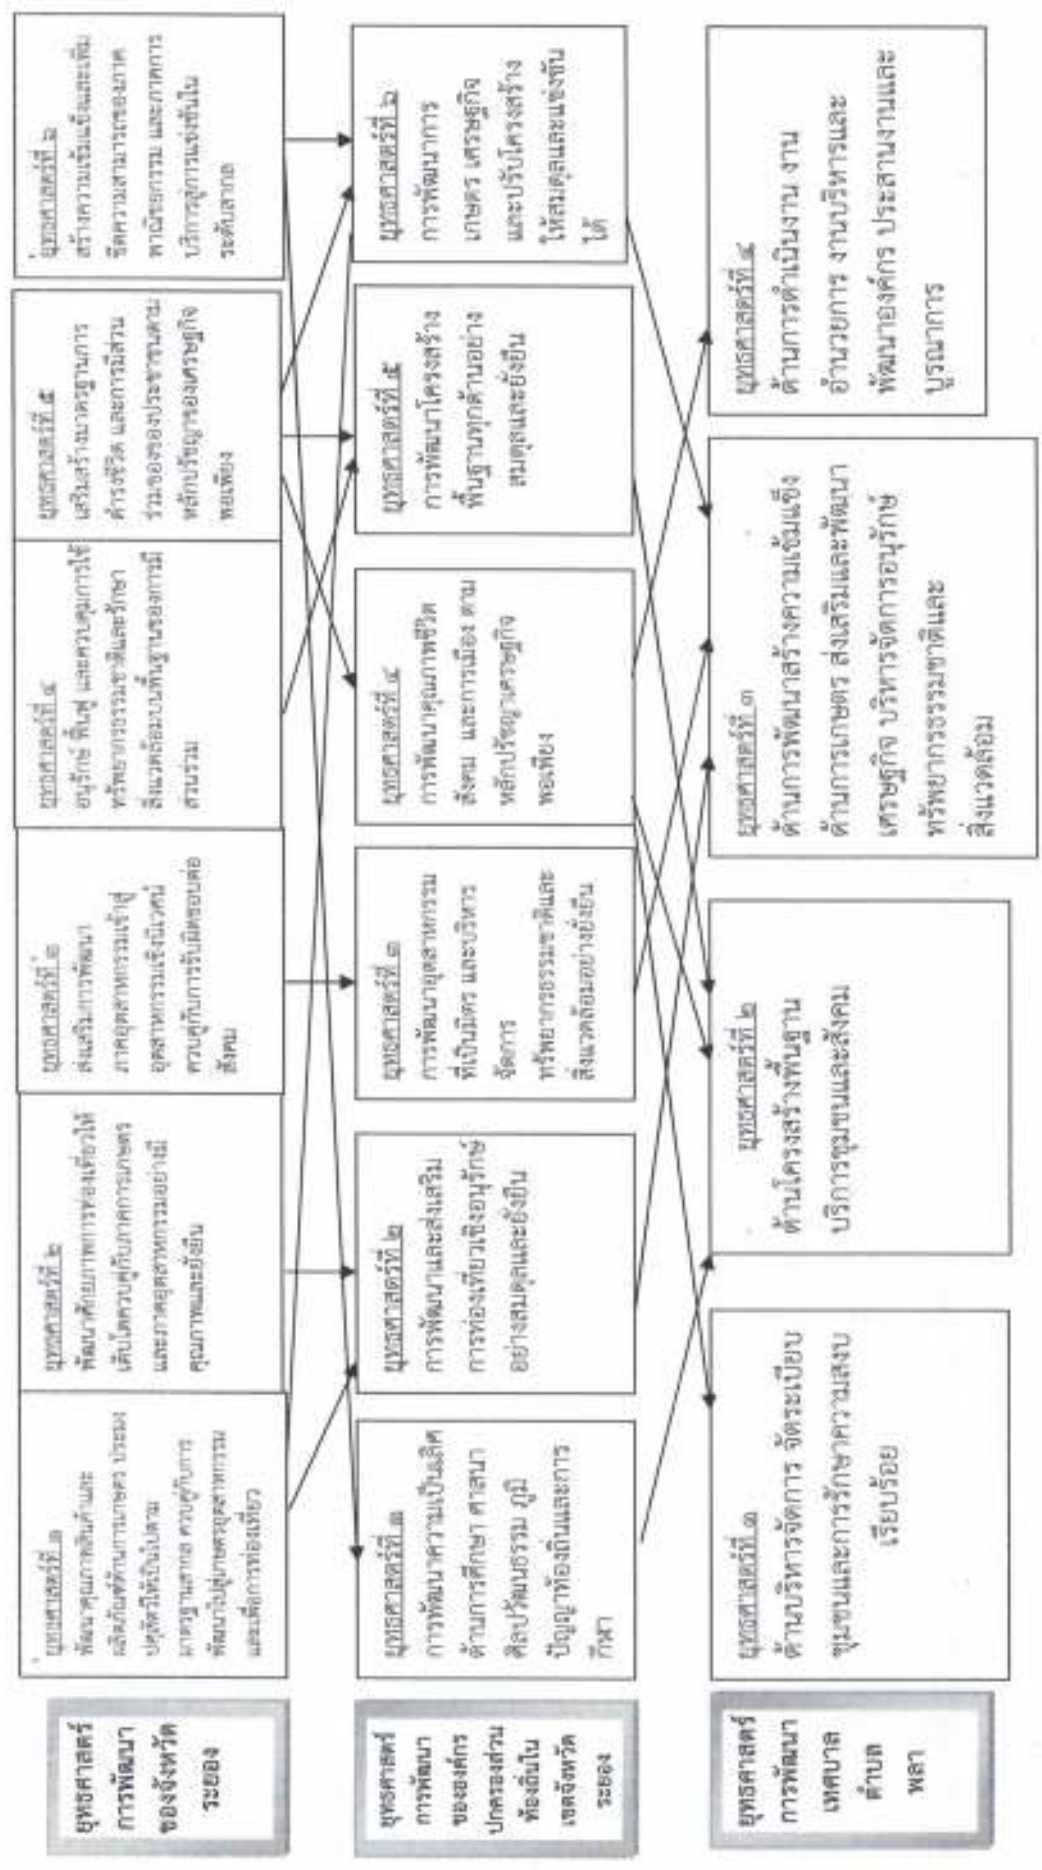 ยุทธศาสตร์
การพัฒนา
ของจังหวัด
ระยอง
ยุทธศาสตร์ที่ ๑
พัฒนาคุณภาพสินค้าและ
ผลิตภัณฑ์ด้านการเกษตร ประมง
ปศุสัตว์ให้เป็นไปตาม
มาตรฐานสากล ควบคู่กับการ
พัฒนาไปสู่เกษตรอุตสาหกรรม
และเพื่อการท่องเที่ยว
ยุทธศาสตร์ที่ ๒
พัฒนาศักยภาพการท่องเที่ยวให้
เติบโตควบคู่กับภาคการเกษตร
และภาคอุตสาหกรรมอย่างมี
คุณภาพและยั่งยืน
ยุทธศาสตร์ที่ ๓
ส่งเสริมการพัฒนา
ภาคอุตสาหกรรมเข้าสู่
อุตสาหกรรมเชิงนิเวศน์
ควบคู่กับการรับผิดชอบต่อ
สังคม
ยุทธศาสตร์ที่ ๔
อนุรักษ์ ฟื้นฟู และควบคุมการใช้
ทรัพยากรธรรมชาติและรักษา
สิ่งแวดล้อมบนพื้นฐานของการมี
ส่วนร่วม
ยุทธศาสตร์ที่ ๕
เสริมสร้างมาตรฐานการ
ดำรงชีวิต และการมีส่วน
ร่วมของของประชาชนตาม
หลักปรัชญาของเศรษฐกิจ
พอเพียง
ยุทธศาสตร์ที่ ๖
สร้างความเข้มแข็งและเพิ่ม
ขีดความสามารถของภาค
พาณิชยกรรม และภาคการ
บริการสู่การแข่งขันใน
ระดับสากล
ยุทธศาสตร์
การพัฒนา
ขององค์กร
ปกครองส่วน
ท้องถิ่นใน
เขตจังหวัด
ระยอง
ยุทธศาสตร์ที่ ๑
การพัฒนาความเป็นเลิศ
ด้านการศึกษา ศาสนา
ศิลปวัฒนธรรม ภูมิ
ปัญญาท้องถิ่นและการ
กีฬา
ยุทธศาสตร์ที่ ๒
การพัฒนาและส่งเสริม
การท่องเที่ยวเชิงอนุรักษ์
อย่างสมดุลและยั่งยืน
ยุทธศาสตร์ที่ ๓
การพัฒนาอุตสาหกรรม
ที่เป็นมิตร และบริหาร
จัดการ
ทรัพยากรธรรมชาติและ
สิ่งแวดล้อมอย่างยั่งยืน
ยุทธศาสตร์ที่ ๔
การพัฒนาคุณภาพชีวิต
สังคม และการเมือง ตาม
หลักปรัชญาเศรษฐกิจ
พอเพียง
ยุทธศาสตร์ที่ ๕
การพัฒนาโครงสร้าง
พื้นฐานทุกด้านอย่าง
สมดุลและยั่งยืน
ยุทธศาสตร์ที่ ๖
การพัฒนาการ
เกษตร เศรษฐกิจ
และปรับโครงสร้าง
ให้สมดุลและแข่งขัน
ได้
ยุทธศาสตร์
การพัฒนา
เทศบาล
ตำบล
พลา
ยุทธศาสตร์ที่ ๑
ด้านบริหารจัดการ จัดระเบียบ
ชุมชนและการรักษาความสงบ
เรียบร้อย
ยุทธศาสตร์ที่ ๒
ด้านโครงสร้างพื้นฐาน
บริการชุมชนและสังคม
ยุทธศาสตร์ที่ ๓
ด้านการพัฒนาสร้างความเข้มแข็ง
ด้านการเกษตร ส่งเสริมและพัฒนา
เศรษฐกิจ บริหารจัดการอนุรักษ์
ทรัพยากรธรรมชาติและ
สิ่งแวดล้อม
ยุทธศาสตร์ที่ ๔
ด้านการดำเนินงาน งาน
อำนวยการ งานบริหารและ
พัฒนาองค์กร ประสานงานและ
บูรณาการ